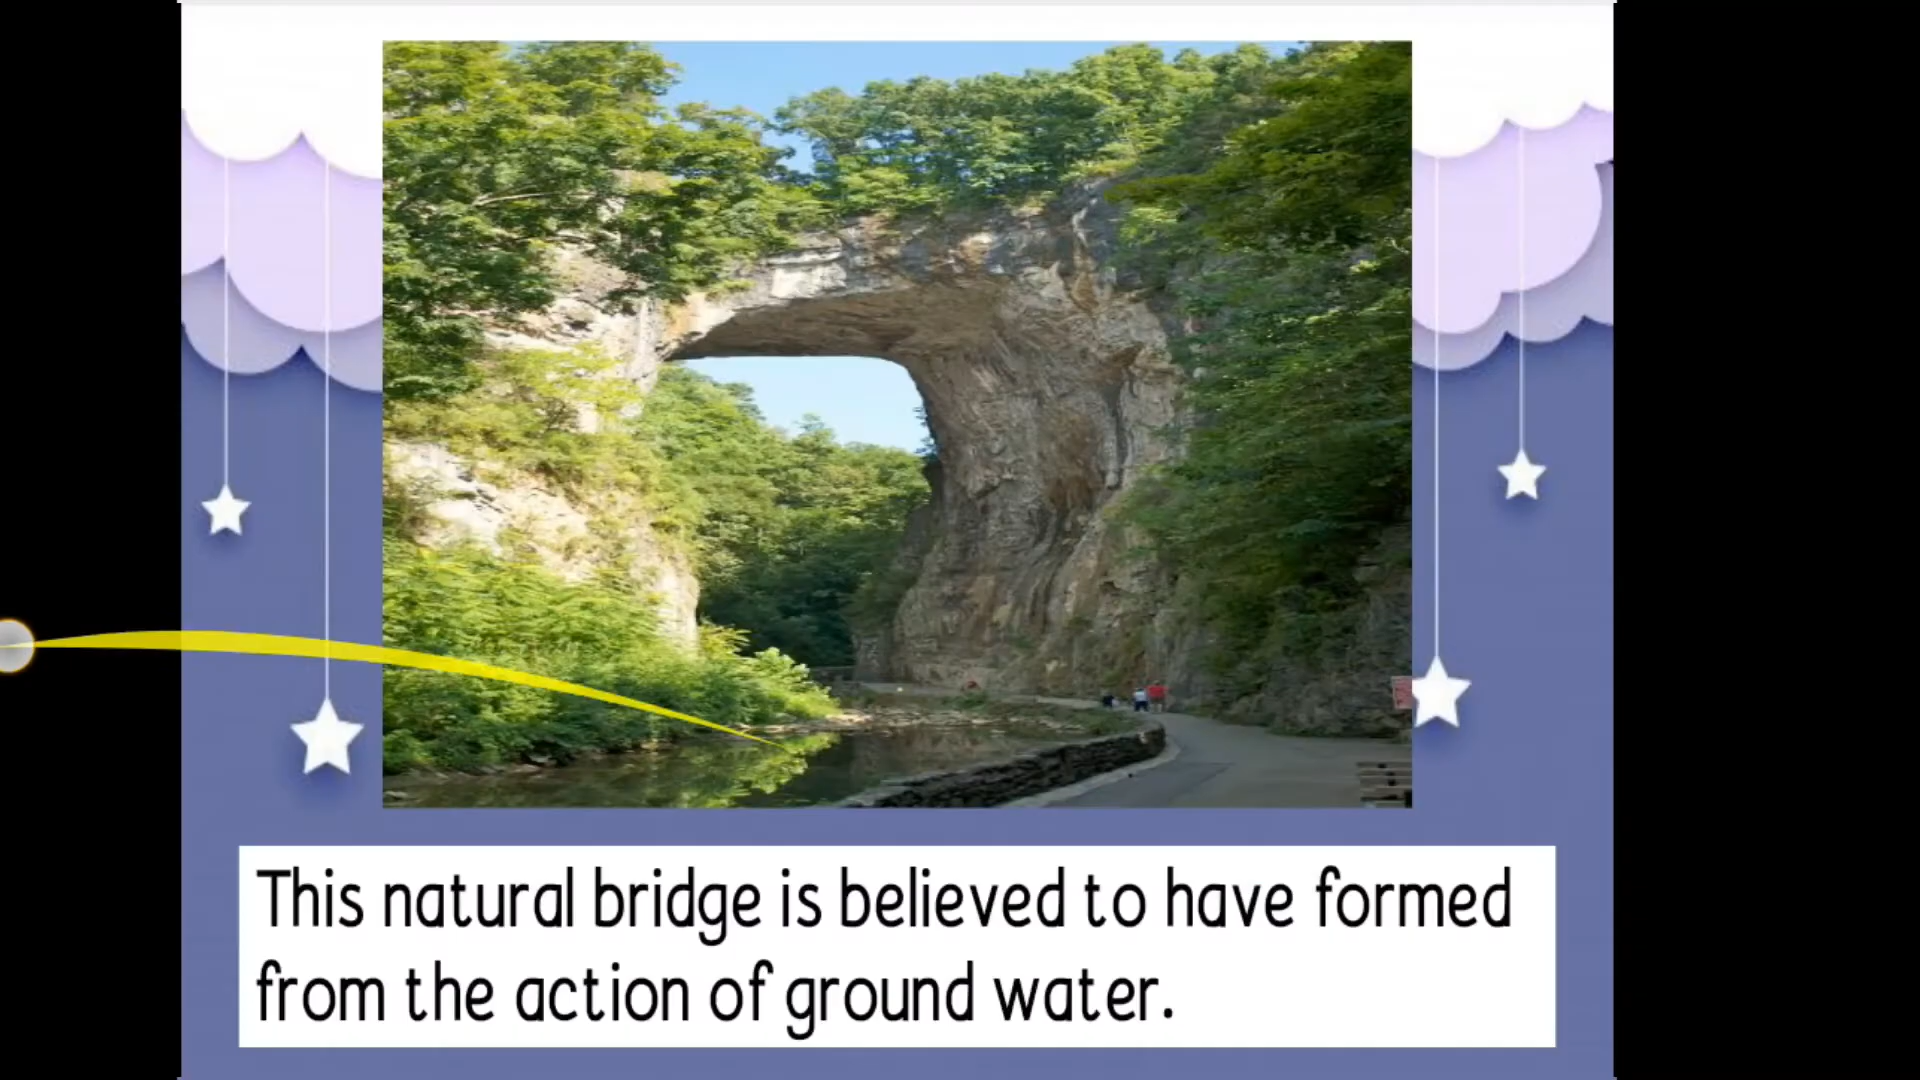 This natural bridge is believed to have formed
from the action of ground water.